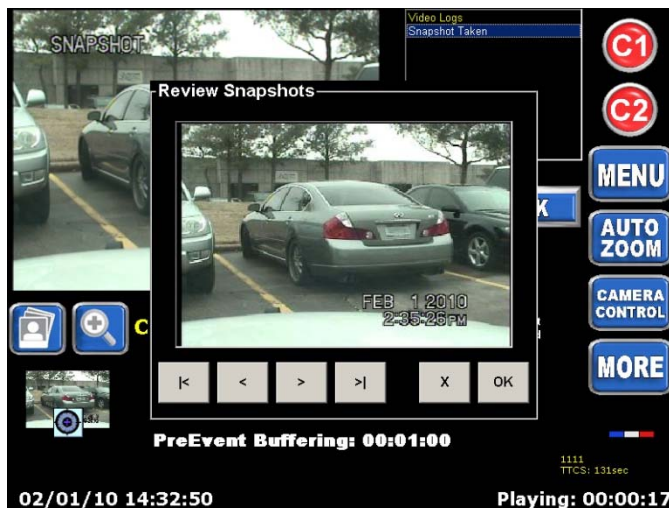 SNAPSHOT
Video Logs
Snapshot Taken
C1
C2
Review Snapshots
MENU
K
AUTO
ZOOM
FEB 1 2010
2:35:26 PM
CAMERA
CONTROL
C
|<
<
>
>|
X
OK
MORE
PreEvent Buffering: 00:01:00
1111
TTCS: 131sec
02/01/10 14:32:50
Playing: 00:00:17